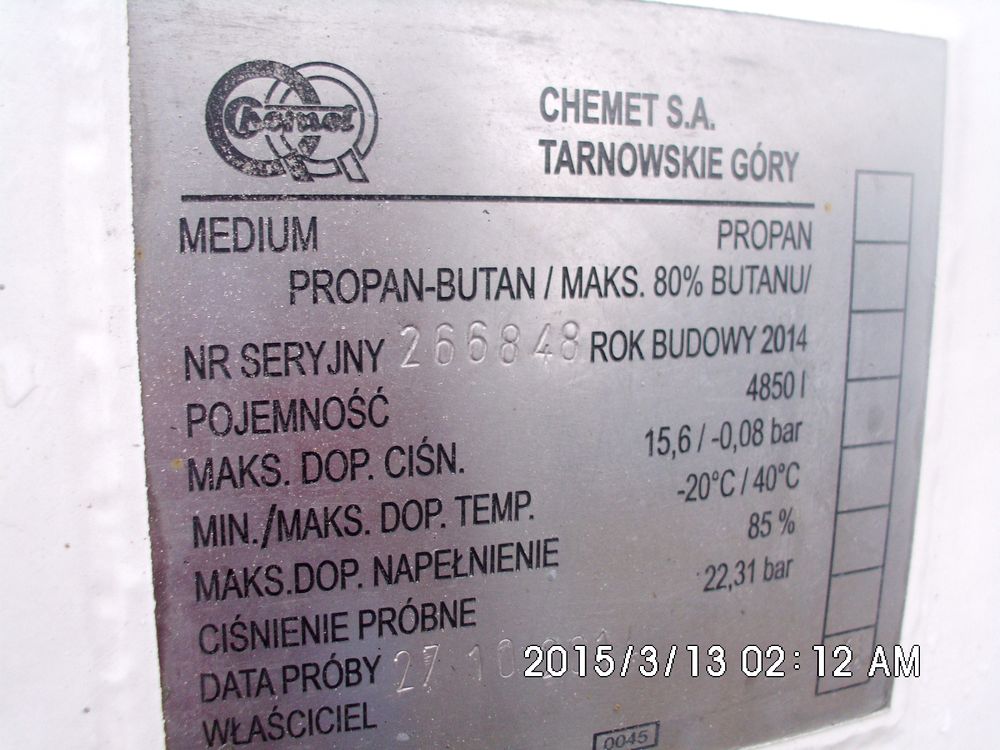 Chemet
CHEMET S.A.
TARNOWSKIE GÓRY
MEDIUM PROPAN
PROPAN-BUTAN / MAKS. 80% BUTANU/
NR SERYJNY 266848 ROK BUDOWY 2014
POJEMNOŚĆ 4850 l
MAKS. DOP. CIŚN. 15,6 / -0,08 bar
MIN./MAKS. DOP. TEMP. -20°C / 40°C
MAKS.DOP. NAPEŁNIENIE 85 %
CIŚNIENIE PRÓBNE 22,31 bar
DATA PRÓBY 27 10
WŁAŚCICIEL
0045
2015/3/13 02:12 AM